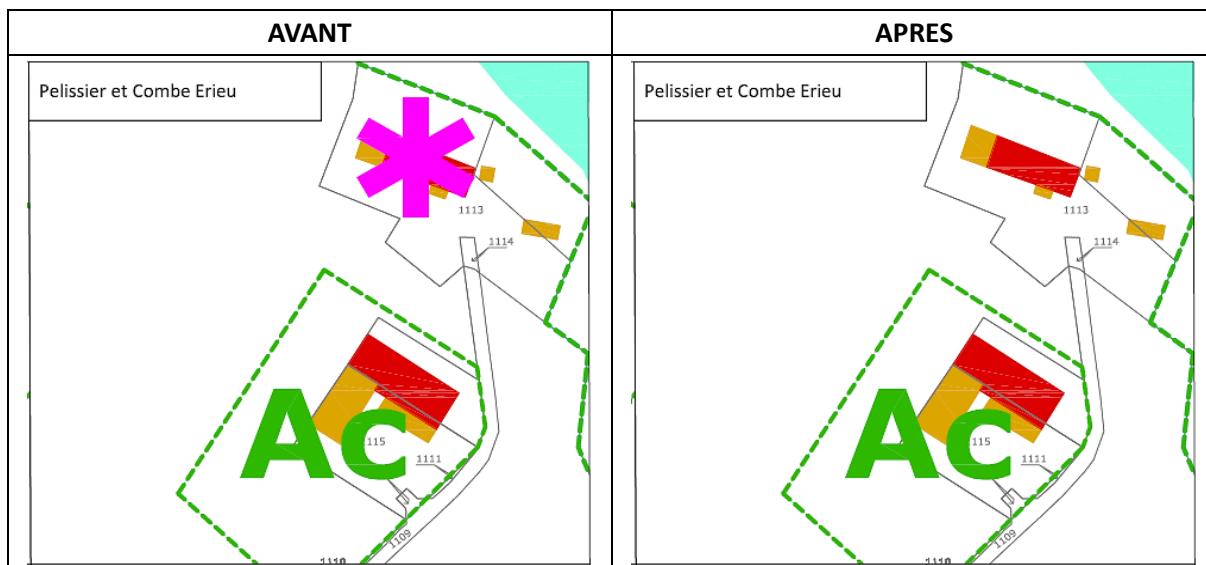 AVANT
APRES
Pelissier et Combe Erieu
1113
1114
Ac
115
1111
1109
1110
Pelissier et Combe Erieu
1113
1114
Ac
115
1111
1109
1110